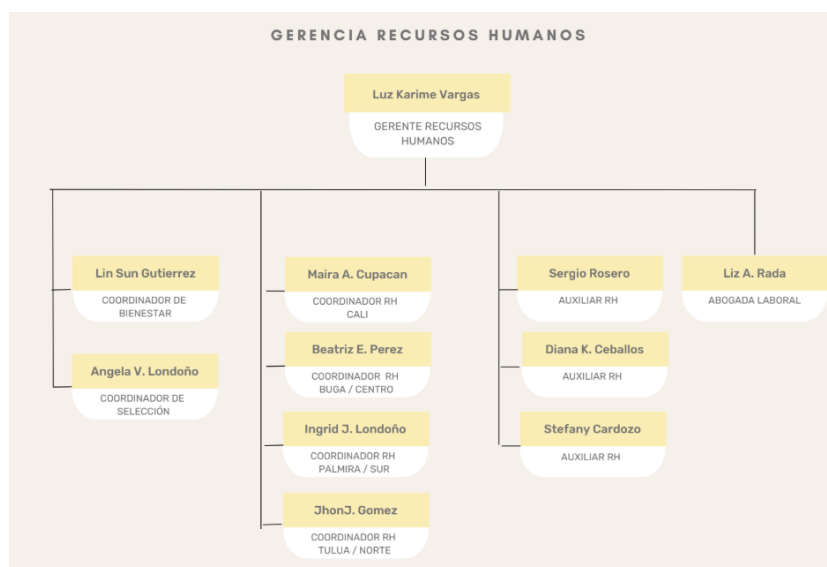 GERENCIA RECURSOS HUMANOS
Luz Karime Vargas
GERENTE RECURSOS
HUMANOS
Lin Sun Gutierrez
COORDINADOR DE
BIENESTAR
Angela V. Londoño
COORDINADOR DE
SELECCIÓN
Maira A. Cupacan
COORDINADOR RH
CALI
Beatriz E. Perez
COORDINADOR RH
BUGA / CENTRO
Ingrid J. Londoño
COORDINADOR RH
PALMIRA / SUR
JhonJ. Gomez
COORDINADOR RH
TULUA / NORTE
Sergio Rosero
AUXILIAR RH
Diana K. Ceballos
AUXILIAR RH
Stefany Cardozo
AUXILIAR RH
Liz A. Rada
ABOGADA LABORAL